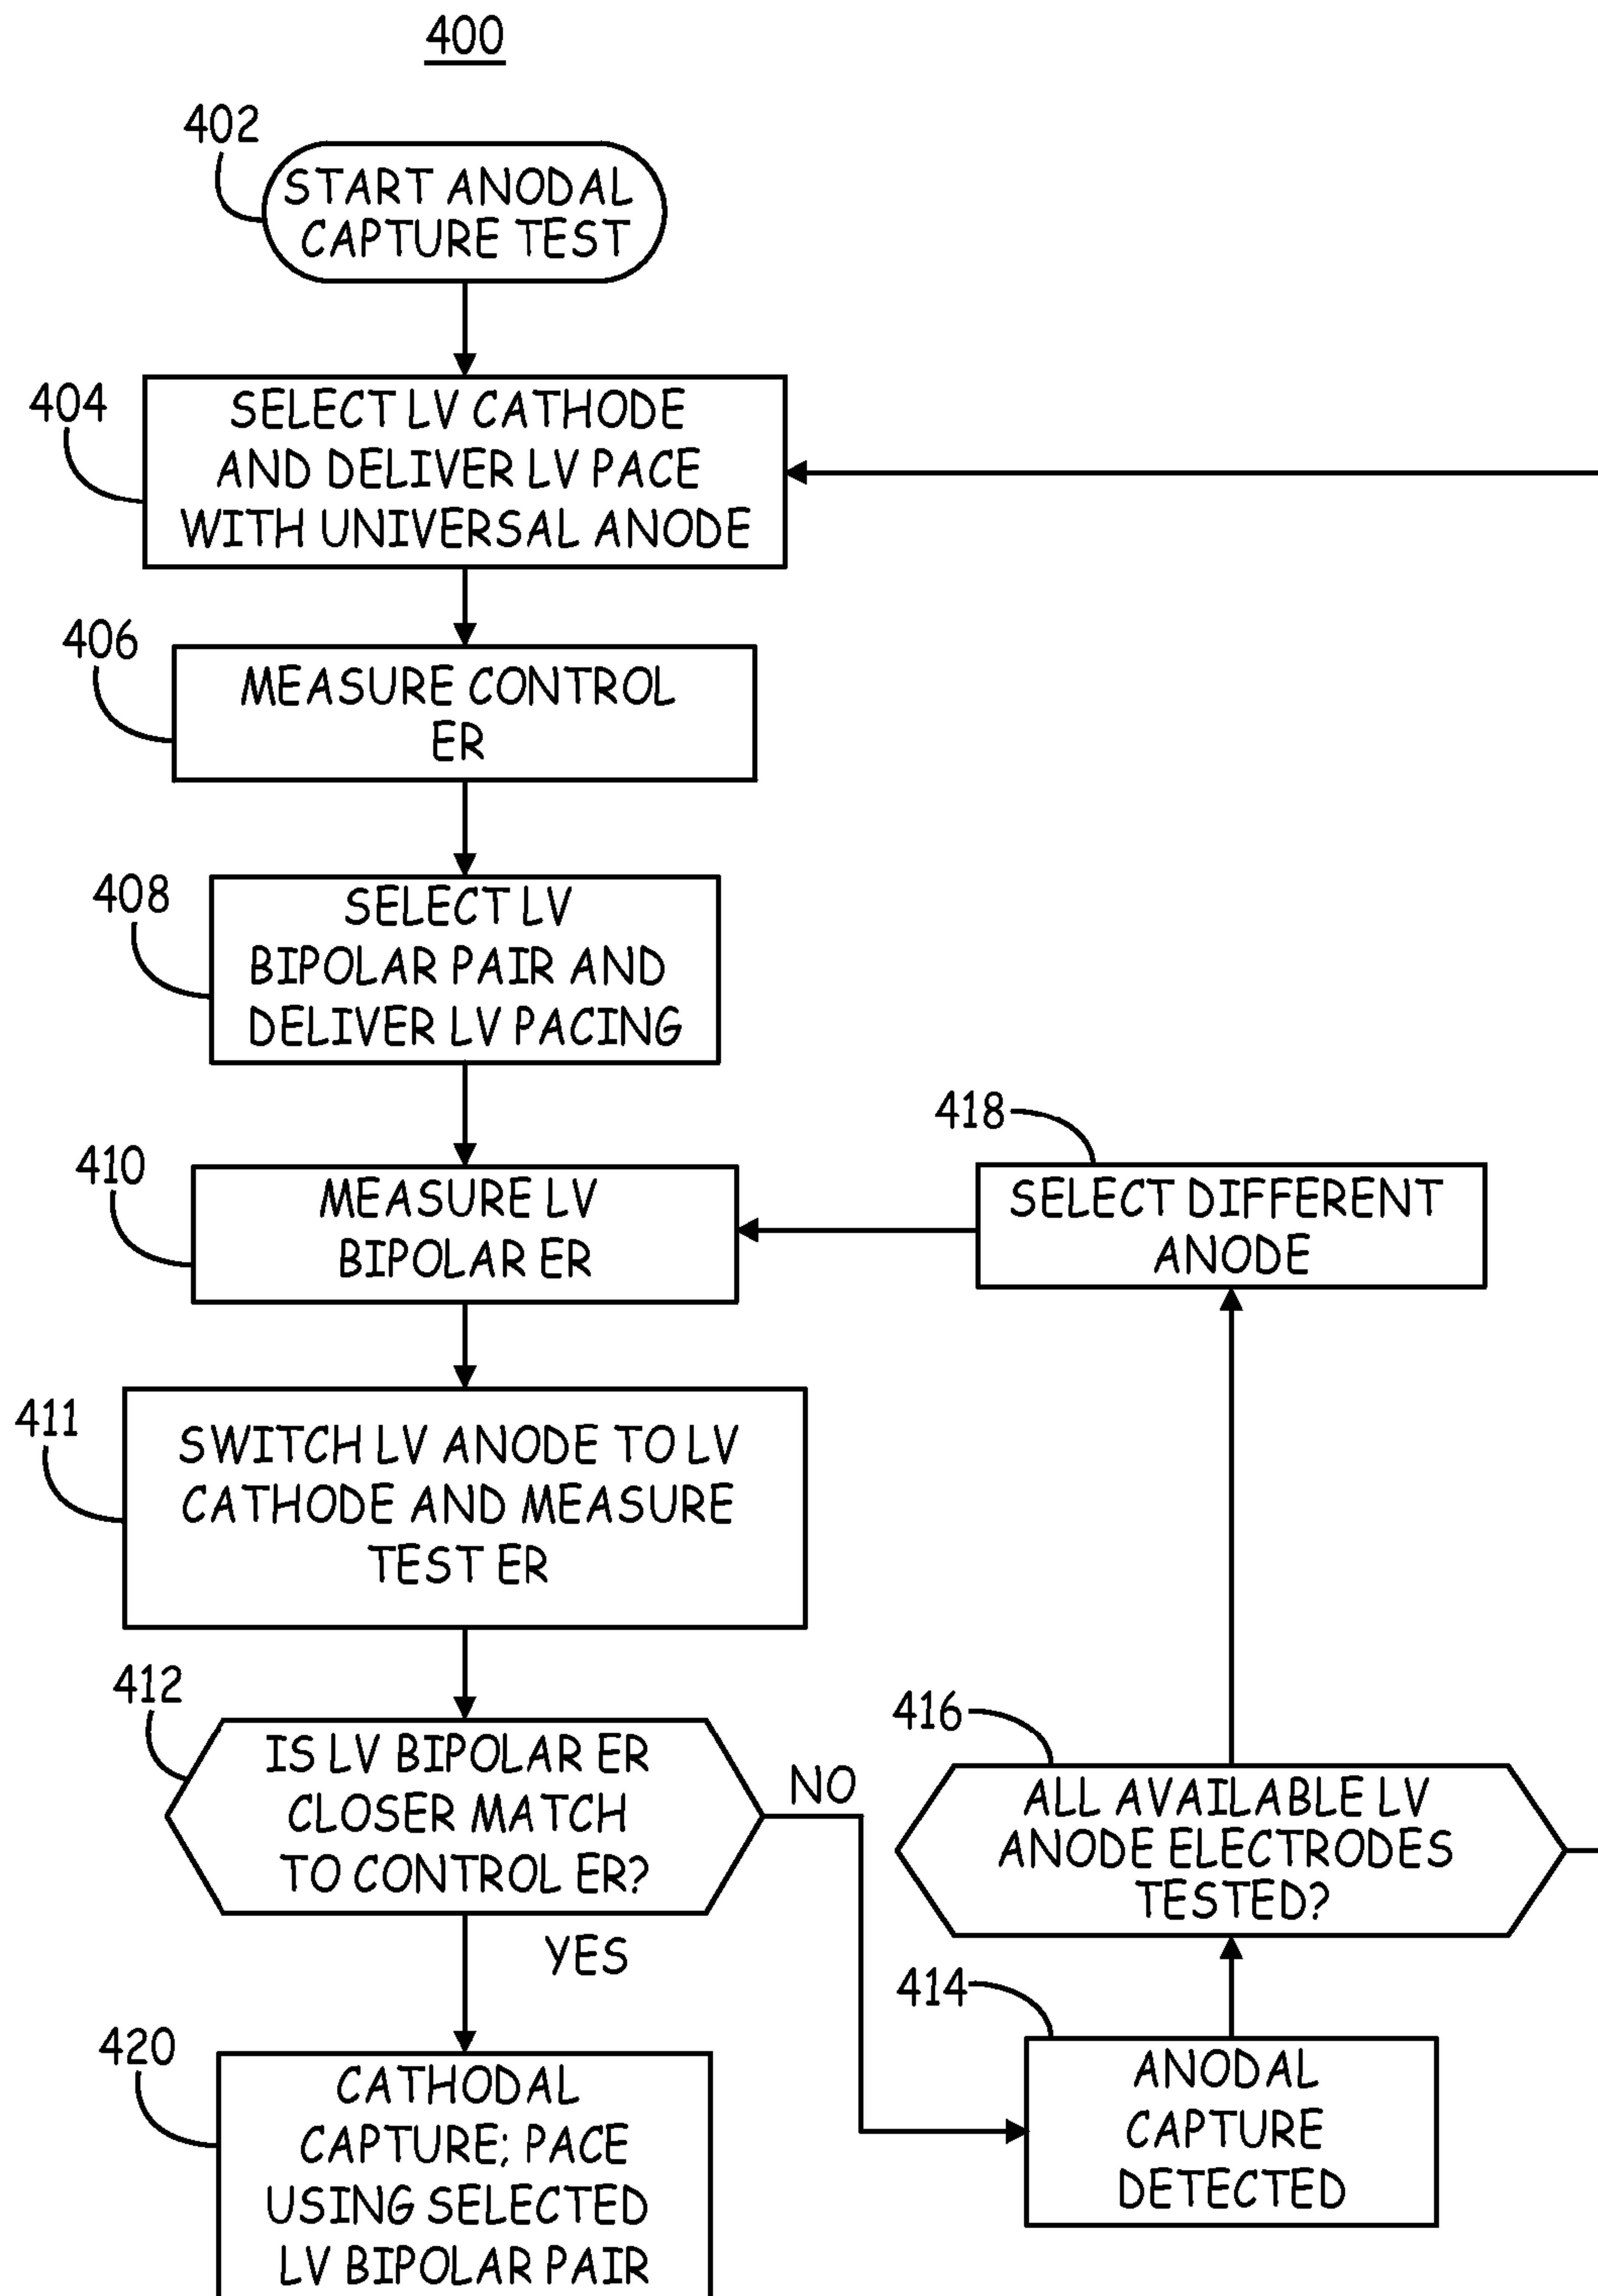 400
402
START ANODAL
CAPTURE TEST
404
SELECT LV CATHODE
AND DELIVER LV PACE
WITH UNIVERSAL ANODE
406
MEASURE CONTROL
ER
408
SELECT LV
BIPOLAR PAIR AND
DELIVER LV PACING
410
MEASURE LV
BIPOLAR ER
418
SELECT DIFFERENT
ANODE
411
SWITCH LV ANODE TO LV
CATHODE AND MEASURE
TEST ER
412
IS LV BIPOLAR ER
CLOSER MATCH
TO CONTROL ER?
NO
YES
416
ALL AVAILABLE LV
ANODE ELECTRODES
TESTED?
414
ANODAL
CAPTURE
DETECTED
420
CATHODAL
CAPTURE; PACE
USING SELECTED
LV BIPOLAR PAIR